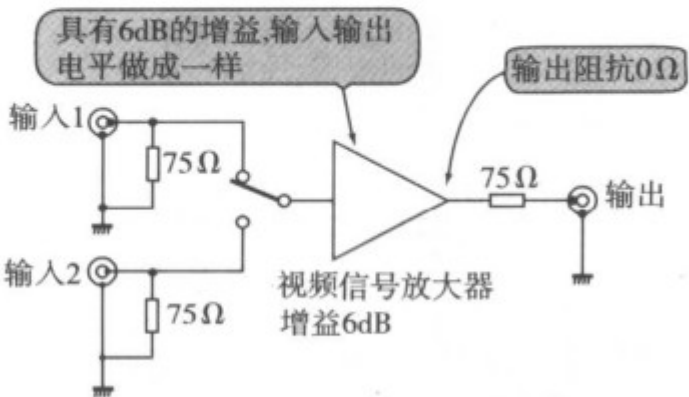 具有6dB的增益,输入输出
电平做成一样
输出阻抗0Ω
输入1
75Ω
75Ω
输出
输入2
75Ω
视频信号放大器
增益6dB